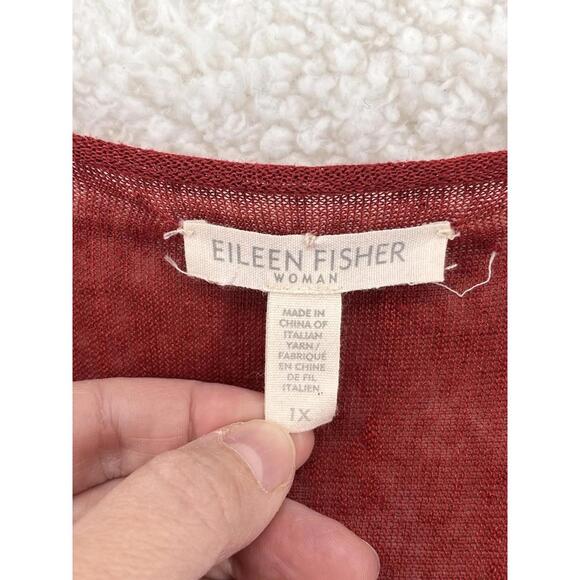 EILEEN FISHER
WOMAN
MADE IN
CHINA OF
ITALIAN
YARN/
FABRIQUÉ
EN CHINE
DE FIL
ITALIEN
1X